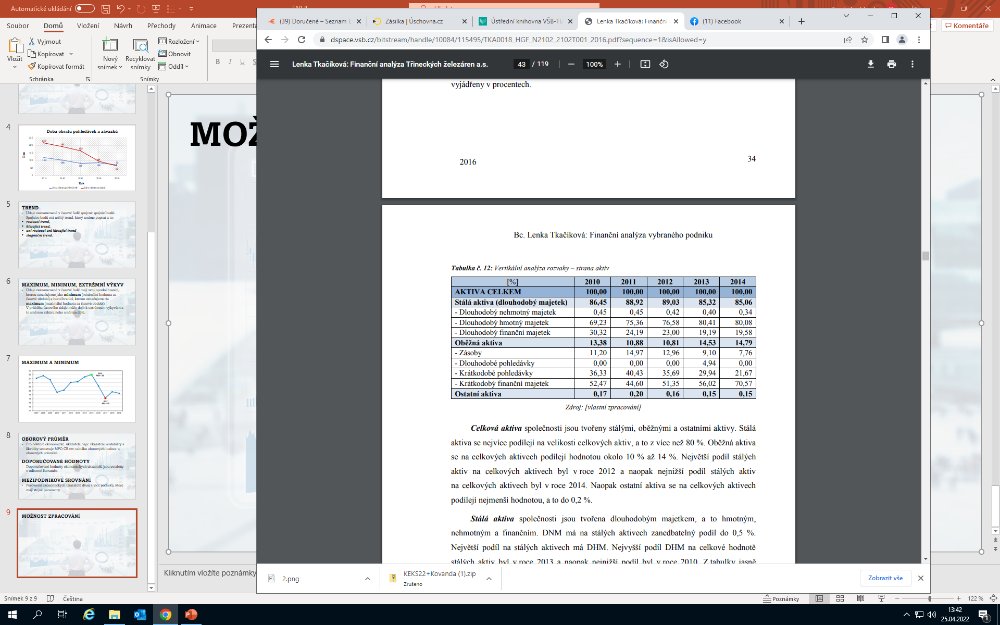 Automatické ukládání
Soubor Domů Vložení Návrh Přechody Animace Komentáře
Vložit
Vyjmout
Kopírovat
Kopírovat formát
Schránka
Nový snímek
Recyklovat snímky
Rozložení
Obnovit
Oddíl
Snímky
B I U S
4
Doba obratu pohledávek a závazků
Den
Rok
5
TREND
- Údaje zaznamenané v časové řadě spojené spojnicí bodů.
- Spojnice bodů má určitý trend, který umíme popsat a to:
• rostoucí trend,
• klesající trend,
• ani rostoucí ani klesající trend
• stagnační trend.
6
MAXIMUM, MINIMUM, EXTRÉMNÍ VÝKYV
- Údaje zaznamenané v časové řadě mají svojí spodní hranici,
kterou označujeme jako minimum (minimální hodnota za
časové období) a horní hranici, kterou označujeme za
maximum (maximální hodnota za časové období).
- V průběhu časového údaje může dojít k extrémním výkyvům a
to směrem vzhůru nebo směrem dolů.
7
MAXIMUM A MINIMUM
8
OBOROVÝ PRŮMĚR
- Pro některé ekonomické ukazatele např. ukazatele rentability a
likvidity sestavuje MPO ČR tzv. tabulku oborových hodnot =
oborových průměrů.
DOPORUČOVANÉ HODNOTY
- Doporučované hodnoty ekonomických ukazatelů jsou uvedeny
v odborné literatuře.
MEZIPODNIKOVÉ SROVNÁNÍ
- Porovnání ekonomických ukazatelů dvou a více podniků, které
mají stejné parametry.
9
MOŽNOST ZPRACOVÁNÍ
MOŽ
Kliknutím vložíte poznámky
(39) Doručené – Seznam E
Zásilka | Úschovna.cz
Ústřední knihovna VŠB-TU
Lenka Tkačíková: Finanční
(11) Facebook
dspace.vsb.cz/bitstream/handle/10084/115495/TKA0018_HGF_N2102_2102T001_2016.pdf?sequence=1&isAllowed=y
Lenka Tkačíková: Finanční analýza Třineckých železáren a.s. 43 / 119 100%
vyjádřeny v procentech.
2016 34
Bc. Lenka Tkačíková: Finanční analýza vybraného podniku
Tabulka č. 12: Vertikální analýza rozvahy – strana aktiv
[%] 2010 2011 2012 2013 2014
AKTIVA CELKEM 100,00 100,00 100,00 100,00 100,00
Stálá aktiva (dlouhodobý majetek) 86,45 88,92 89,03 85,32 85,06
- Dlouhodobý nehmotný majetek 0,45 0,45 0,42 0,40 0,34
- Dlouhodobý hmotný majetek 69,23 75,36 76,58 80,41 80,08
- Dlouhodobý finanční majetek 30,32 24,19 23,00 19,19 19,58
Oběžná aktiva 13,38 10,88 10,81 14,53 14,79
- Zásoby 11,20 14,97 12,96 9,10 7,76
- Dlouhodobé pohledávky 0,00 0,00 0,00 4,94 0,00
- Krátkodobé pohledávky 36,33 40,43 35,69 29,94 21,67
- Krátkodobý finanční majetek 52,47 44,60 51,35 56,02 70,57
Ostatní aktiva 0,17 0,20 0,16 0,15 0,15
Zdroj: [vlastní zpracování]
Celková aktiva společnosti jsou tvořeny stálými, oběžnými a ostatními aktivy. Stálá
aktiva se nejvíce podílejí na velikosti celkových aktiv, a to z více než 80 %. Oběžná aktiva
se na celkových aktivech podílejí hodnotou okolo 10 % až 14 %. Největší podíl stálých
aktiv na celkových aktivech byl v roce 2012 a naopak nejnižší podíl stálých aktiv
na celkových aktivech byl v roce 2014. Naopak ostatní aktiva se na celkových aktivech
podílejí nejmenší hodnotou, a to do 0,2 %.
Stálá aktiva společnosti jsou tvořena dlouhodobým majetkem, a to hmotným,
nehmotným a finančním. DNM má na stálých aktivech zanedbatelný podíl do 0,5 %.
Největší podíl na stálých aktivech má DHM. Nejvyšší podíl DHM na celkové hodnotě
stálých aktiv byl v roce 2013 a naopak nejnižší podíl byl v roce 2010. Z tabulky jasně
2.png
KEKS22+Kovanda (1).zip
Zrušeno
Zobrazit vše
Snímek 9 z 9 Čeština Poznámky 122 %
13:42
25.04.2022
1